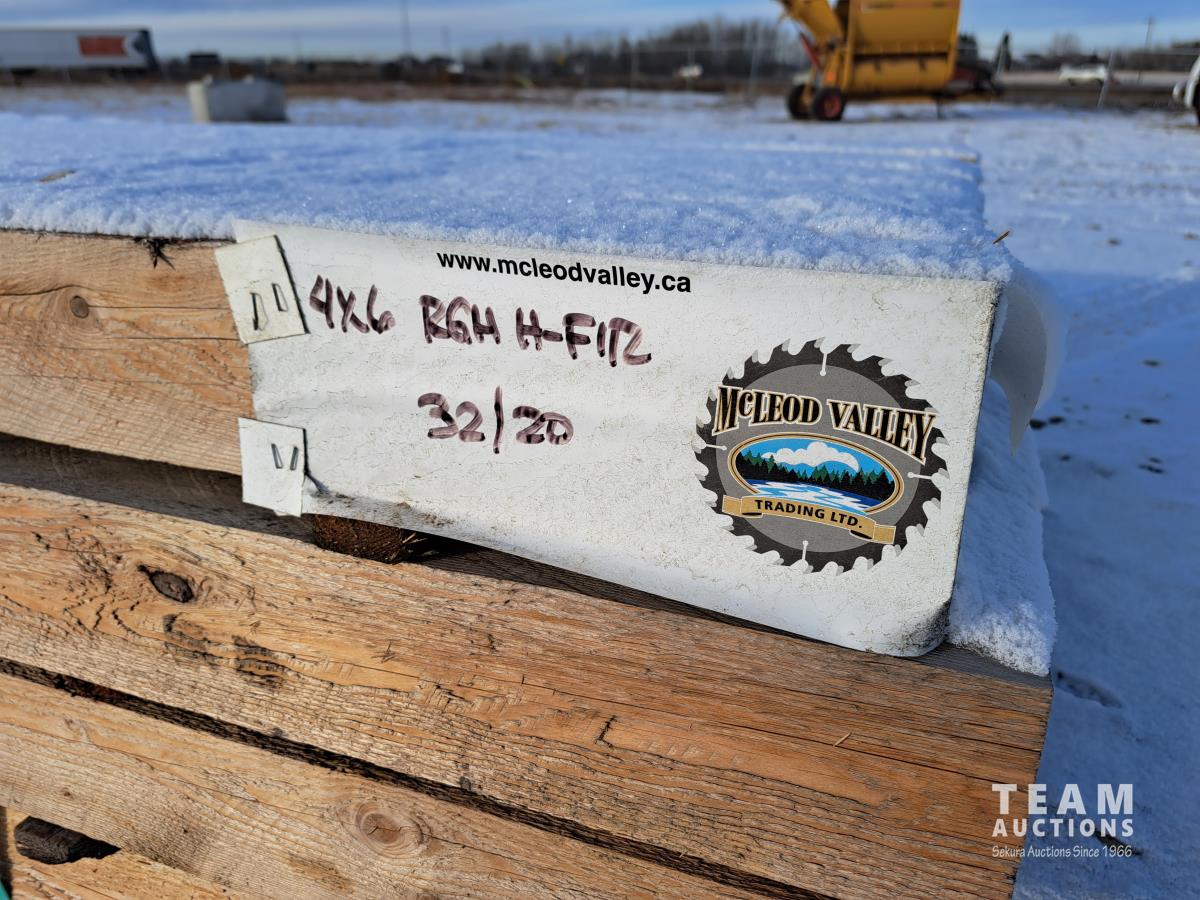 www.mcleodvalley.ca
4X6 RGH H-FIR
32/20
McLEOD VALLEY
TRADING LTD.
TEAM
AUCTIONS
Sekura Auctions Since 1966